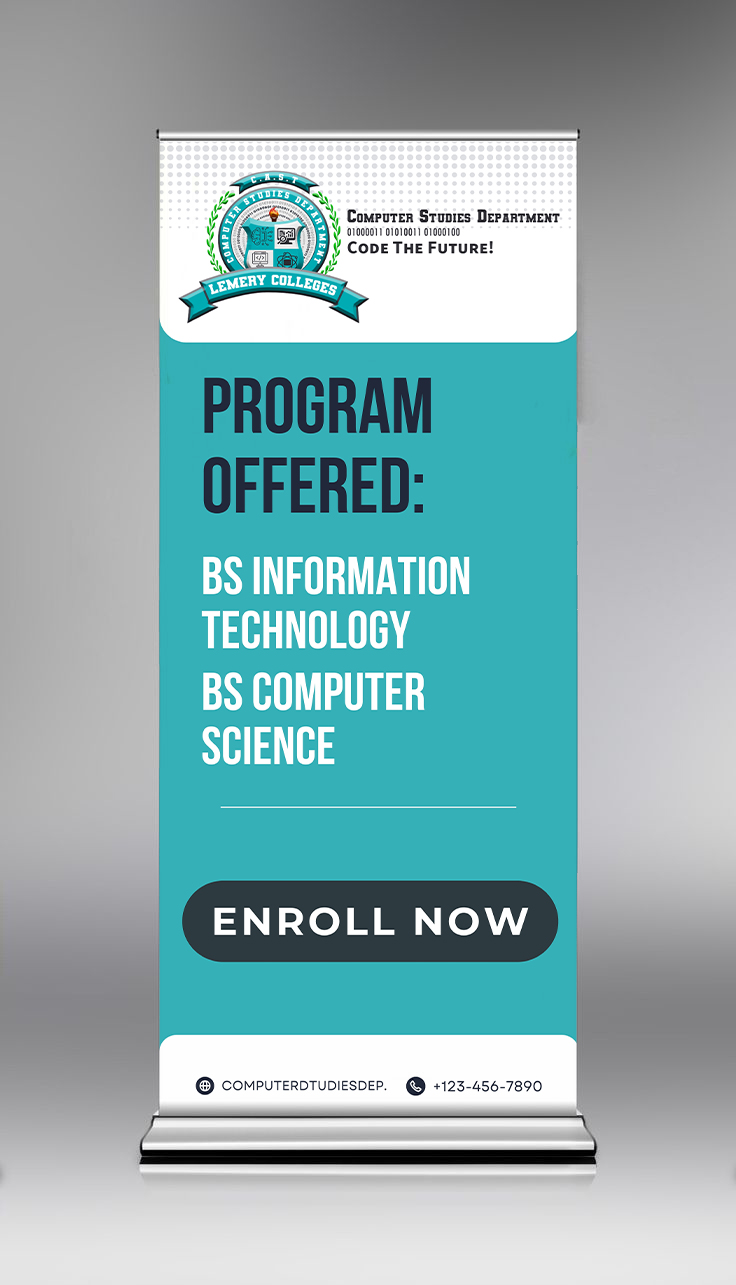 C.A.S.T
COMPUTER STUDIES DEPARTMENT
LEMERY COLLEGES
COMPUTER STUDIES DEPARTMENT
01000011 01010011 01000100
CODE THE FUTURE!
PROGRAM
OFFERED:
BS INFORMATION
TECHNOLOGY
BS COMPUTER
SCIENCE
ENROLL NOW
COMPUTERDTUDIESDEP.
+123-456-7890